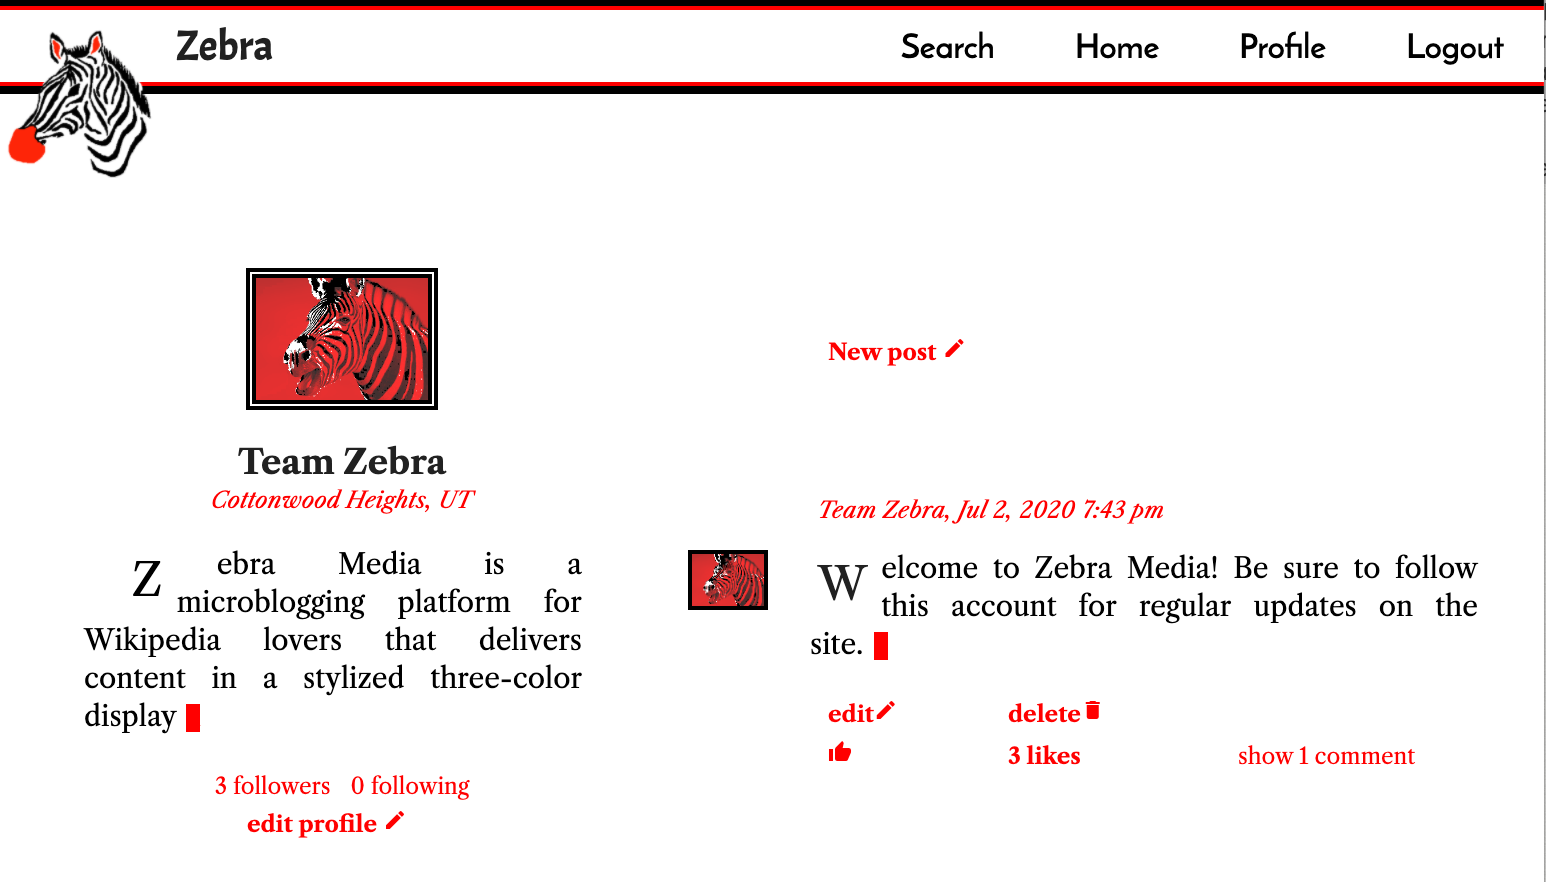 Zebra
Search Home Profile Logout
Team Zebra
Cottonwood Heights, UT
Zebra Media is a
microblogging platform for
Wikipedia lovers that delivers
content in a stylized three-color
display
3 followers 0 following
edit profile
New post
Team Zebra, Jul 2, 2020 7:43 pm
Welcome to Zebra Media! Be sure to follow
this account for regular updates on the
site.
edit delete
3 likes show 1 comment